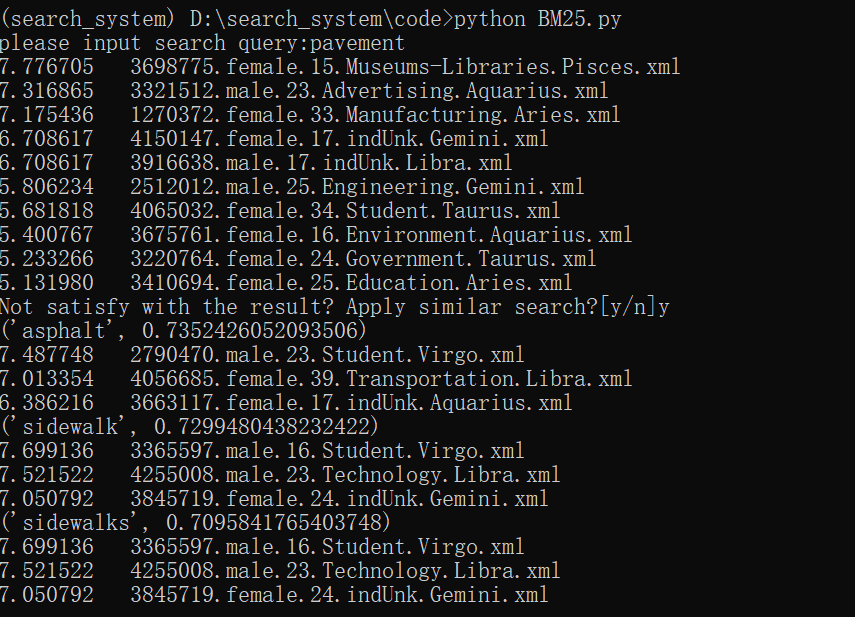 (search_system) D:\search_system\code>python BM25.py
please input search query:pavement
7.776705 3698775.female.15.Museums-Libraries.Pisces.xml
7.316865 3321512.male.23.Advertising.Aquarius.xml
7.175436 1270372.female.33.Manufacturing.Aries.xml
6.708617 4150147.female.17.indUnk.Gemini.xml
6.708617 3916638.male.17.indUnk.Libra.xml
5.806234 2512012.male.25.Engineering.Gemini.xml
5.681818 4065032.female.34.Student.Taurus.xml
5.400767 3675761.female.16.Environment.Aquarius.xml
5.233266 3220764.female.24.Government.Taurus.xml
5.131980 3410694.female.25.Education.Aries.xml
Not satisfy with the result? Apply similar search?[y/n]y
('asphalt', 0.7352426052093506)
7.487748 2790470.male.23.Student.Virgo.xml
7.013354 4056685.female.39.Transportation.Libra.xml
6.386216 3663117.female.17.indUnk.Aquarius.xml
('sidewalk', 0.7299480438232422)
7.699136 3365597.male.16.Student.Virgo.xml
7.521522 4255008.male.23.Technology.Libra.xml
7.050792 3845719.female.24.indUnk.Gemini.xml
('sidewalks', 0.7095841765403748)
7.699136 3365597.male.16.Student.Virgo.xml
7.521522 4255008.male.23.Technology.Libra.xml
7.050792 3845719.female.24.indUnk.Gemini.xml